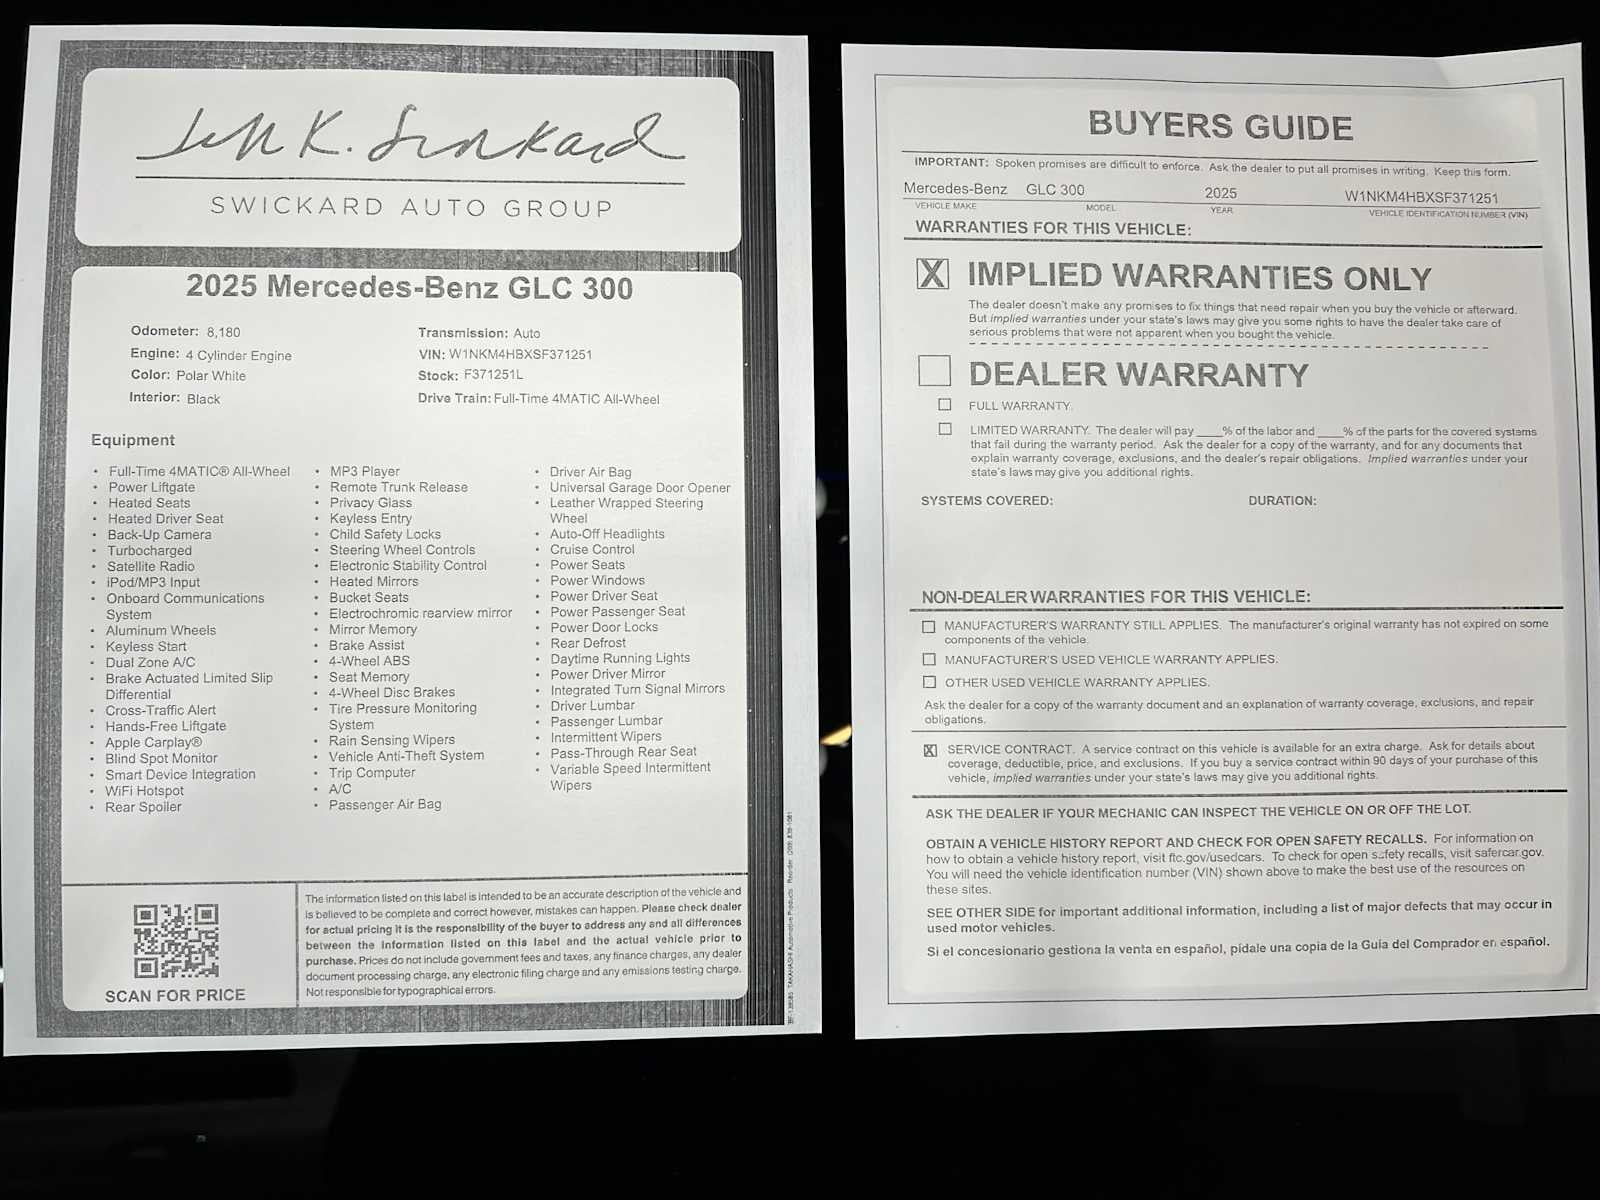 Jeff K. Swickard
SWICKARD AUTO GROUP
2025 Mercedes-Benz GLC 300
Odometer: 8,180
Engine: 4 Cylinder Engine
Color: Polar White
Interior: Black
Transmission: Auto
VIN: W1NKM4HBXSF371251
Stock: F371251L
Drive Train: Full-Time 4MATIC All-Wheel
Equipment
• Full-Time 4MATIC® All-Wheel
• Power Liftgate
• Heated Seats
• Heated Driver Seat
• Back-Up Camera
• Turbocharged
• Satellite Radio
• iPod/MP3 Input
• Onboard Communications
System
• Aluminum Wheels
• Keyless Start
• Dual Zone A/C
• Brake Actuated Limited Slip
Differential
• Cross-Traffic Alert
• Hands-Free Liftgate
• Apple Carplay®
• Blind Spot Monitor
• Smart Device Integration
• WiFi Hotspot
• Rear Spoiler
• MP3 Player
• Remote Trunk Release
• Privacy Glass
• Keyless Entry
• Child Safety Locks
• Steering Wheel Controls
• Electronic Stability Control
• Heated Mirrors
• Bucket Seats
• Electrochromic rearview mirror
• Mirror Memory
• Brake Assist
• 4-Wheel ABS
• Seat Memory
• 4-Wheel Disc Brakes
• Tire Pressure Monitoring
System
• Rain Sensing Wipers
• Vehicle Anti-Theft System
• Trip Computer
• A/C
• Passenger Air Bag
• Driver Air Bag
• Universal Garage Door Opener
• Leather Wrapped Steering
Wheel
• Auto-Off Headlights
• Cruise Control
• Power Seats
• Power Windows
• Power Driver Seat
• Power Passenger Seat
• Power Door Locks
• Rear Defrost
• Daytime Running Lights
• Power Driver Mirror
• Integrated Turn Signal Mirrors
• Driver Lumbar
• Passenger Lumbar
• Intermittent Wipers
• Pass-Through Rear Seat
• Variable Speed Intermittent
Wipers
SCAN FOR PRICE
The information listed on this label is intended to be an accurate description of the vehicle and
is believed to be complete and correct however, mistakes can happen. Please check dealer
for actual pricing it is the responsibility of the buyer to address any and all differences
between the information listed on this label and the actual vehicle prior to
purchase. Prices do not include government fees and taxes, any finance charges, any dealer
document processing charge, any electronic filing charge and any emissions testing charge.
Not responsible for typographical errors.
TAKAHASHI Automotive Products Reorder:
BUYERS GUIDE
IMPORTANT: Spoken promises are difficult to enforce. Ask the dealer to put all promises in writing. Keep this form.
Mercedes-Benz GLC 300 2025 W1NKM4HBXSF371251
VEHICLE MAKE MODEL YEAR VEHICLE IDENTIFICATION NUMBER (VIN)
WARRANTIES FOR THIS VEHICLE:
X IMPLIED WARRANTIES ONLY
The dealer doesn't make any promises to fix things that need repair when you buy the vehicle or afterward.
But implied warranties under your state's laws may give you some rights to have the dealer take care of
serious problems that were not apparent when you bought the vehicle.
DEALER WARRANTY
FULL WARRANTY.
LIMITED WARRANTY. The dealer will pay ____% of the labor and ____% of the parts for the covered systems
that fail during the warranty period. Ask the dealer for a copy of the warranty, and for any documents that
explain warranty coverage, exclusions, and the dealer's repair obligations. Implied warranties under your
state's laws may give you additional rights.
SYSTEMS COVERED: DURATION:
NON-DEALER WARRANTIES FOR THIS VEHICLE:
MANUFACTURER'S WARRANTY STILL APPLIES. The manufacturer's original warranty has not expired on some
components of the vehicle.
MANUFACTURER'S USED VEHICLE WARRANTY APPLIES.
OTHER USED VEHICLE WARRANTY APPLIES.
Ask the dealer for a copy of the warranty document and an explanation of warranty coverage, exclusions, and repair
obligations.
X SERVICE CONTRACT. A service contract on this vehicle is available for an extra charge. Ask for details about
coverage, deductible, price, and exclusions. If you buy a service contract within 90 days of your purchase of this
vehicle, implied warranties under your state's laws may give you additional rights.
ASK THE DEALER IF YOUR MECHANIC CAN INSPECT THE VEHICLE ON OR OFF THE LOT.
OBTAIN A VEHICLE HISTORY REPORT AND CHECK FOR OPEN SAFETY RECALLS. For information on
how to obtain a vehicle history report, visit ftc.gov/usedcars. To check for open safety recalls, visit safercar.gov.
You will need the vehicle identification number (VIN) shown above to make the best use of the resources on
these sites.
SEE OTHER SIDE for important additional information, including a list of major defects that may occur in
used motor vehicles.
Si el concesionario gestiona la venta en español, pídale una copia de la Guía del Comprador en español.